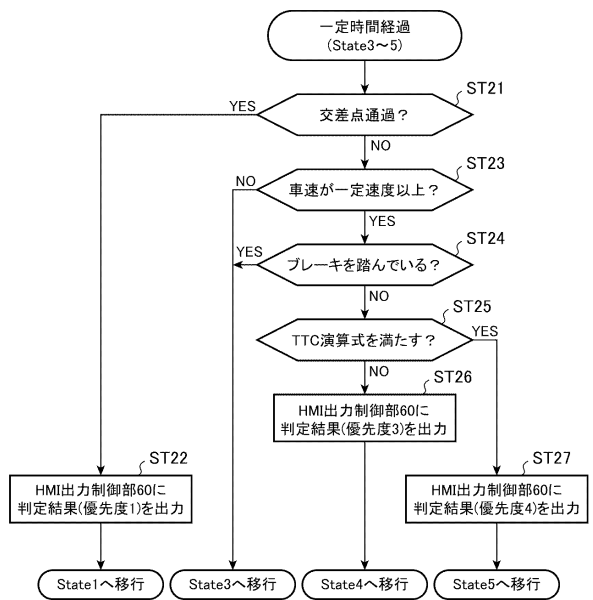 一定時間経過
(State3～5)
ST21
交差点通過？
YES
NO
ST23
車速が一定速度以上？
NO
YES
ST24
ブレーキを踏んでいる？
YES
NO
ST25
TTC演算式を満たす？
YES
NO
ST26
HMI出力制御部60に
判定結果(優先度3)を出力
ST22
HMI出力制御部60に
判定結果(優先度1)を出力
ST27
HMI出力制御部60に
判定結果(優先度4)を出力
State1へ移行
State3へ移行
State4へ移行
State5へ移行